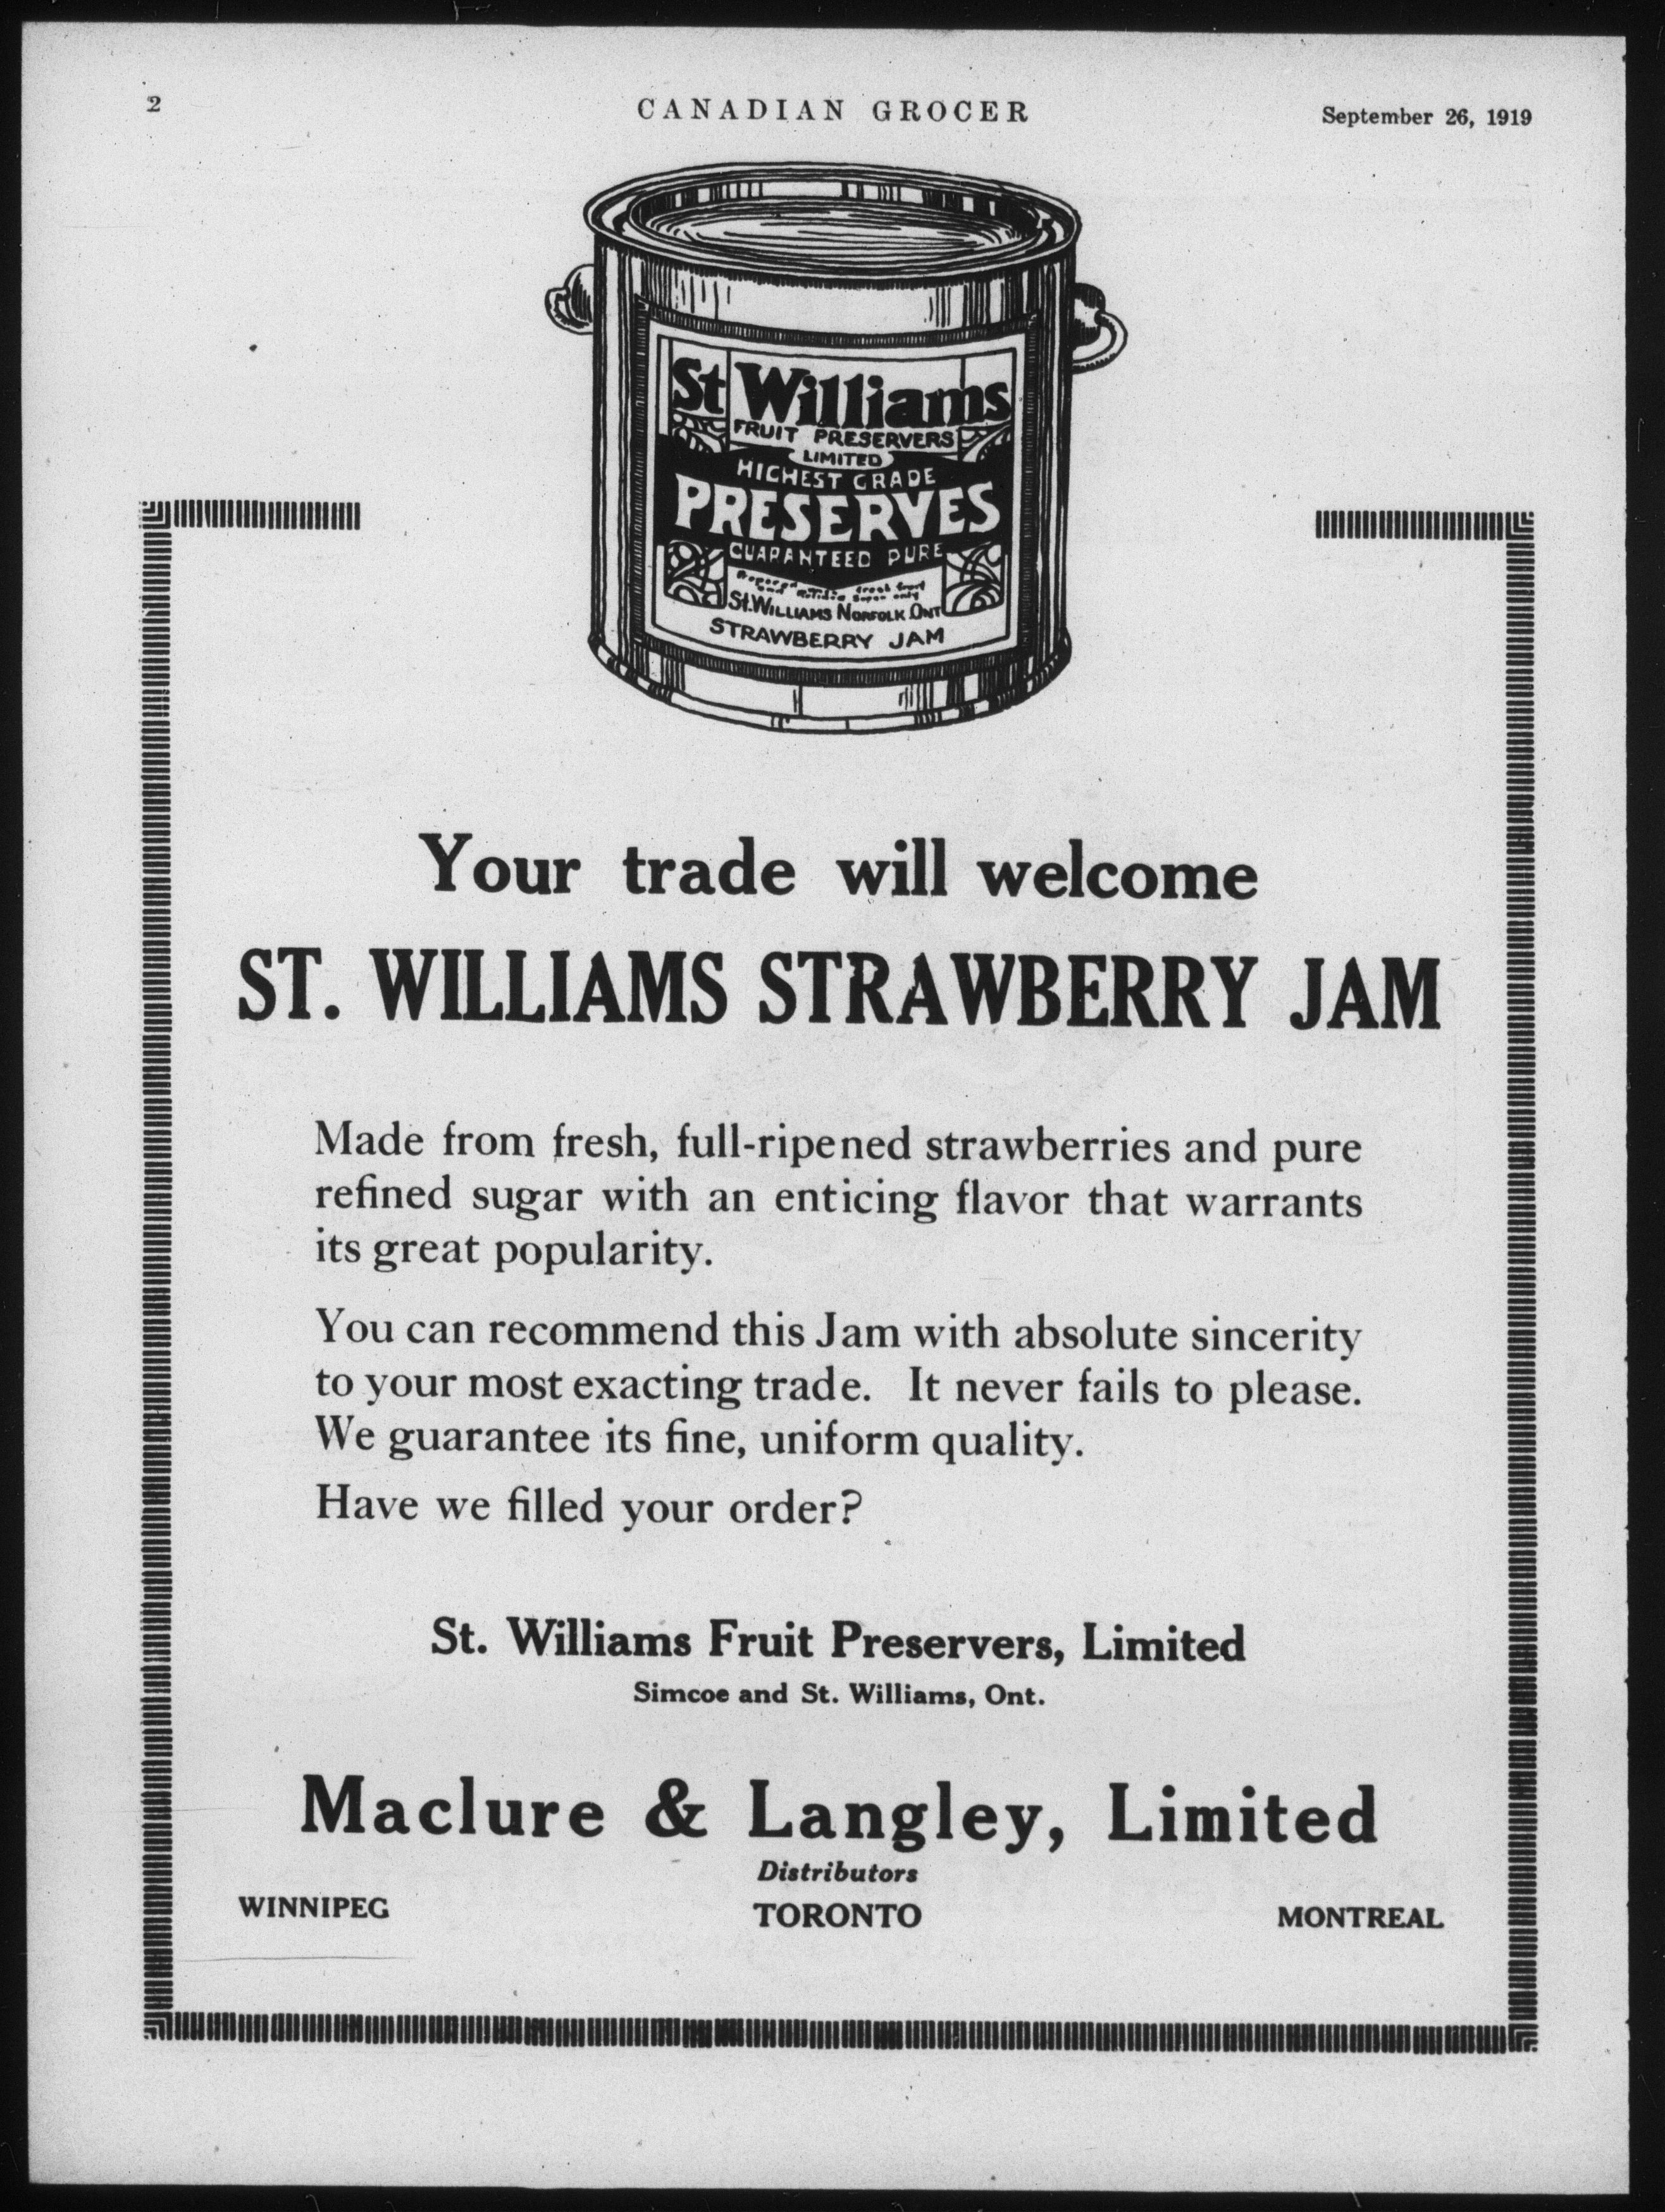 2
CANADIAN GROCER
September 26, 1919
St Williams
FRUIT PRESERVERS
LIMITED
HIGHEST GRADE
PRESERVES
GUARANTEED PURE
St. WILLIAMS NORFOLK ONT
STRAWBERRY JAM
Your trade will welcome
ST. WILLIAMS STRAWBERRY JAM
Made from fresh, full-ripened strawberries and pure
refined sugar with an enticing flavor that warrants
its great popularity.
You can recommend this Jam with absolute sincerity
to your most exacting trade. It never fails to please.
We guarantee its fine, uniform quality.
Have we filled your order?
St. Williams Fruit Preservers, Limited
Simcoe and St. Williams, Ont.
Maclure & Langley, Limited
Distributors
WINNIPEG TORONTO MONTREAL